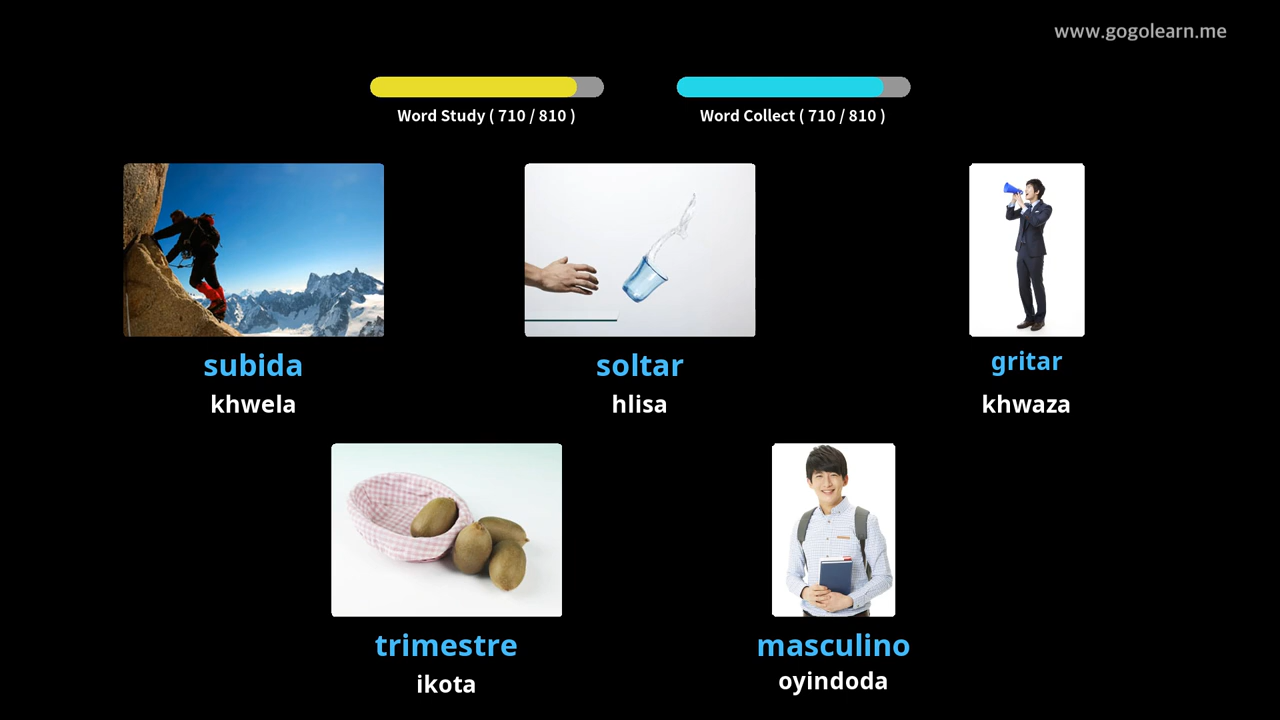 www.gogolearn.me
Word Study ( 710 / 810 )
Word Collect ( 710 / 810 )
subida
khwela
soltar
hlisa
gritar
khwaza
trimestre
ikota
masculino
oyindoda